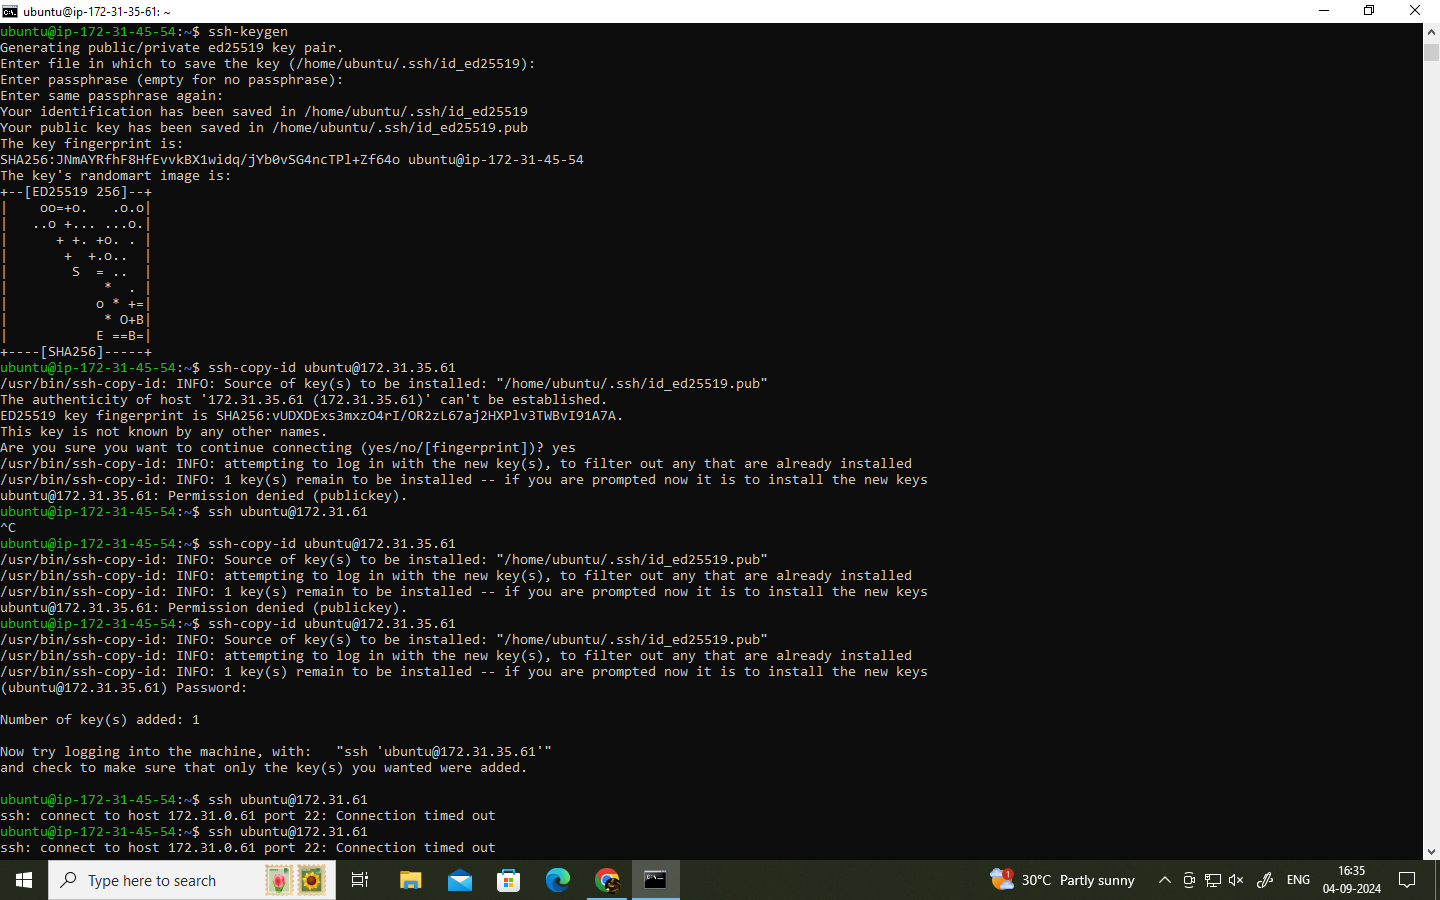 ubuntu@ip-172-31-35-61: ~
ubuntu@ip-172-31-45-54:~$ ssh-keygen
Generating public/private ed25519 key pair.
Enter file in which to save the key (/home/ubuntu/.ssh/id_ed25519):
Enter passphrase (empty for no passphrase):
Enter same passphrase again:
Your identification has been saved in /home/ubuntu/.ssh/id_ed25519
Your public key has been saved in /home/ubuntu/.ssh/id_ed25519.pub
The key fingerprint is:
SHA256:JNmAYRfhF8HfEvvkBX1widq/jYb0vSG4ncTPl+Zf64o ubuntu@ip-172-31-45-54
The key's randomart image is:
+--[ED25519 256]--+
|    oo=+o.   .o.o|
|   ..o +... ...o.|
|      + +. +o. . |
|       +  +.o..  |
|        S  = ..  |
|            *  . |
|           o * +=|
|            * O+B|
|           E ==B=|
+----[SHA256]-----+
ubuntu@ip-172-31-45-54:~$ ssh-copy-id ubuntu@172.31.35.61
/usr/bin/ssh-copy-id: INFO: Source of key(s) to be installed: "/home/ubuntu/.ssh/id_ed25519.pub"
The authenticity of host '172.31.35.61 (172.31.35.61)' can't be established.
ED25519 key fingerprint is SHA256:vUDXDExs3mxzO4rI/OR2zL67aj2HXPlv3TWBvI91A7A.
This key is not known by any other names.
Are you sure you want to continue connecting (yes/no/[fingerprint])? yes
/usr/bin/ssh-copy-id: INFO: attempting to log in with the new key(s), to filter out any that are already installed
/usr/bin/ssh-copy-id: INFO: 1 key(s) remain to be installed -- if you are prompted now it is to install the new keys
ubuntu@172.31.35.61: Permission denied (publickey).
ubuntu@ip-172-31-45-54:~$ ssh ubuntu@172.31.61
^C
ubuntu@ip-172-31-45-54:~$ ssh-copy-id ubuntu@172.31.35.61
/usr/bin/ssh-copy-id: INFO: Source of key(s) to be installed: "/home/ubuntu/.ssh/id_ed25519.pub"
/usr/bin/ssh-copy-id: INFO: attempting to log in with the new key(s), to filter out any that are already installed
/usr/bin/ssh-copy-id: INFO: 1 key(s) remain to be installed -- if you are prompted now it is to install the new keys
ubuntu@172.31.35.61: Permission denied (publickey).
ubuntu@ip-172-31-45-54:~$ ssh-copy-id ubuntu@172.31.35.61
/usr/bin/ssh-copy-id: INFO: Source of key(s) to be installed: "/home/ubuntu/.ssh/id_ed25519.pub"
/usr/bin/ssh-copy-id: INFO: attempting to log in with the new key(s), to filter out any that are already installed
/usr/bin/ssh-copy-id: INFO: 1 key(s) remain to be installed -- if you are prompted now it is to install the new keys
(ubuntu@172.31.35.61) Password:
Number of key(s) added: 1
Now try logging into the machine, with:   "ssh 'ubuntu@172.31.35.61'"
and check to make sure that only the key(s) you wanted were added.
ubuntu@ip-172-31-45-54:~$ ssh ubuntu@172.31.61
ssh: connect to host 172.31.0.61 port 22: Connection timed out
ubuntu@ip-172-31-45-54:~$ ssh ubuntu@172.31.61
ssh: connect to host 172.31.0.61 port 22: Connection timed out
Type here to search
1
30°C Partly sunny
ENG
16:35
04-09-2024